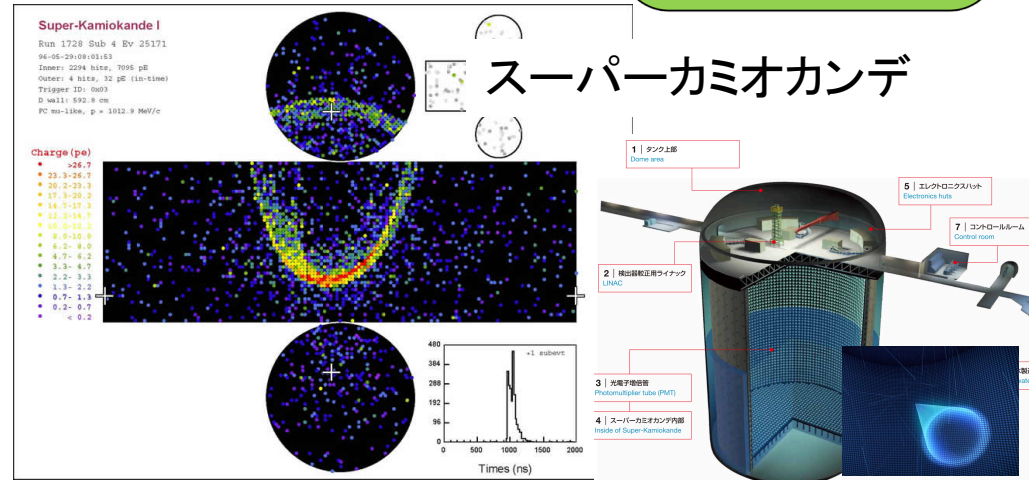 Super-Kamiokande I
Run 1728 Sub 4 Ev 25171
96-05-29:09:01:53
Inner: 2294 hits, 7095 pE
Outer: 4 hits, 32 pE (in-time)
Trigger ID: 0x03
D wall: 592.8 cm
FC mu-like, p = 1012.9 MeV/c
スーパーカミオカンデ
Charge(pe)
>26.7
23.3-26.7
20.2-23.3
17.3-20.2
14.7-17.3
12.2-14.7
10.0-12.2
8.0-10.0
6.2- 8.0
4.7- 6.2
3.3- 4.7
2.2- 3.3
1.3- 2.2
0.7- 1.3
0.2- 0.7
< 0.2
+1 subevt
480
384
288
192
96
0
0 500 1000 1500 2000
Times (ns)
1 | タンク上部
Dome area
5 | エレクトロニクスハット
Electronics huts
7 | コントロールルーム
Control room
2 | 検出器較正用ライナック
LINAC
3 | 光電子増倍管
Photomultiplier tube (PMT)
4 | スーパーカミオカンデ内部
Inside of Super-Kamiokande